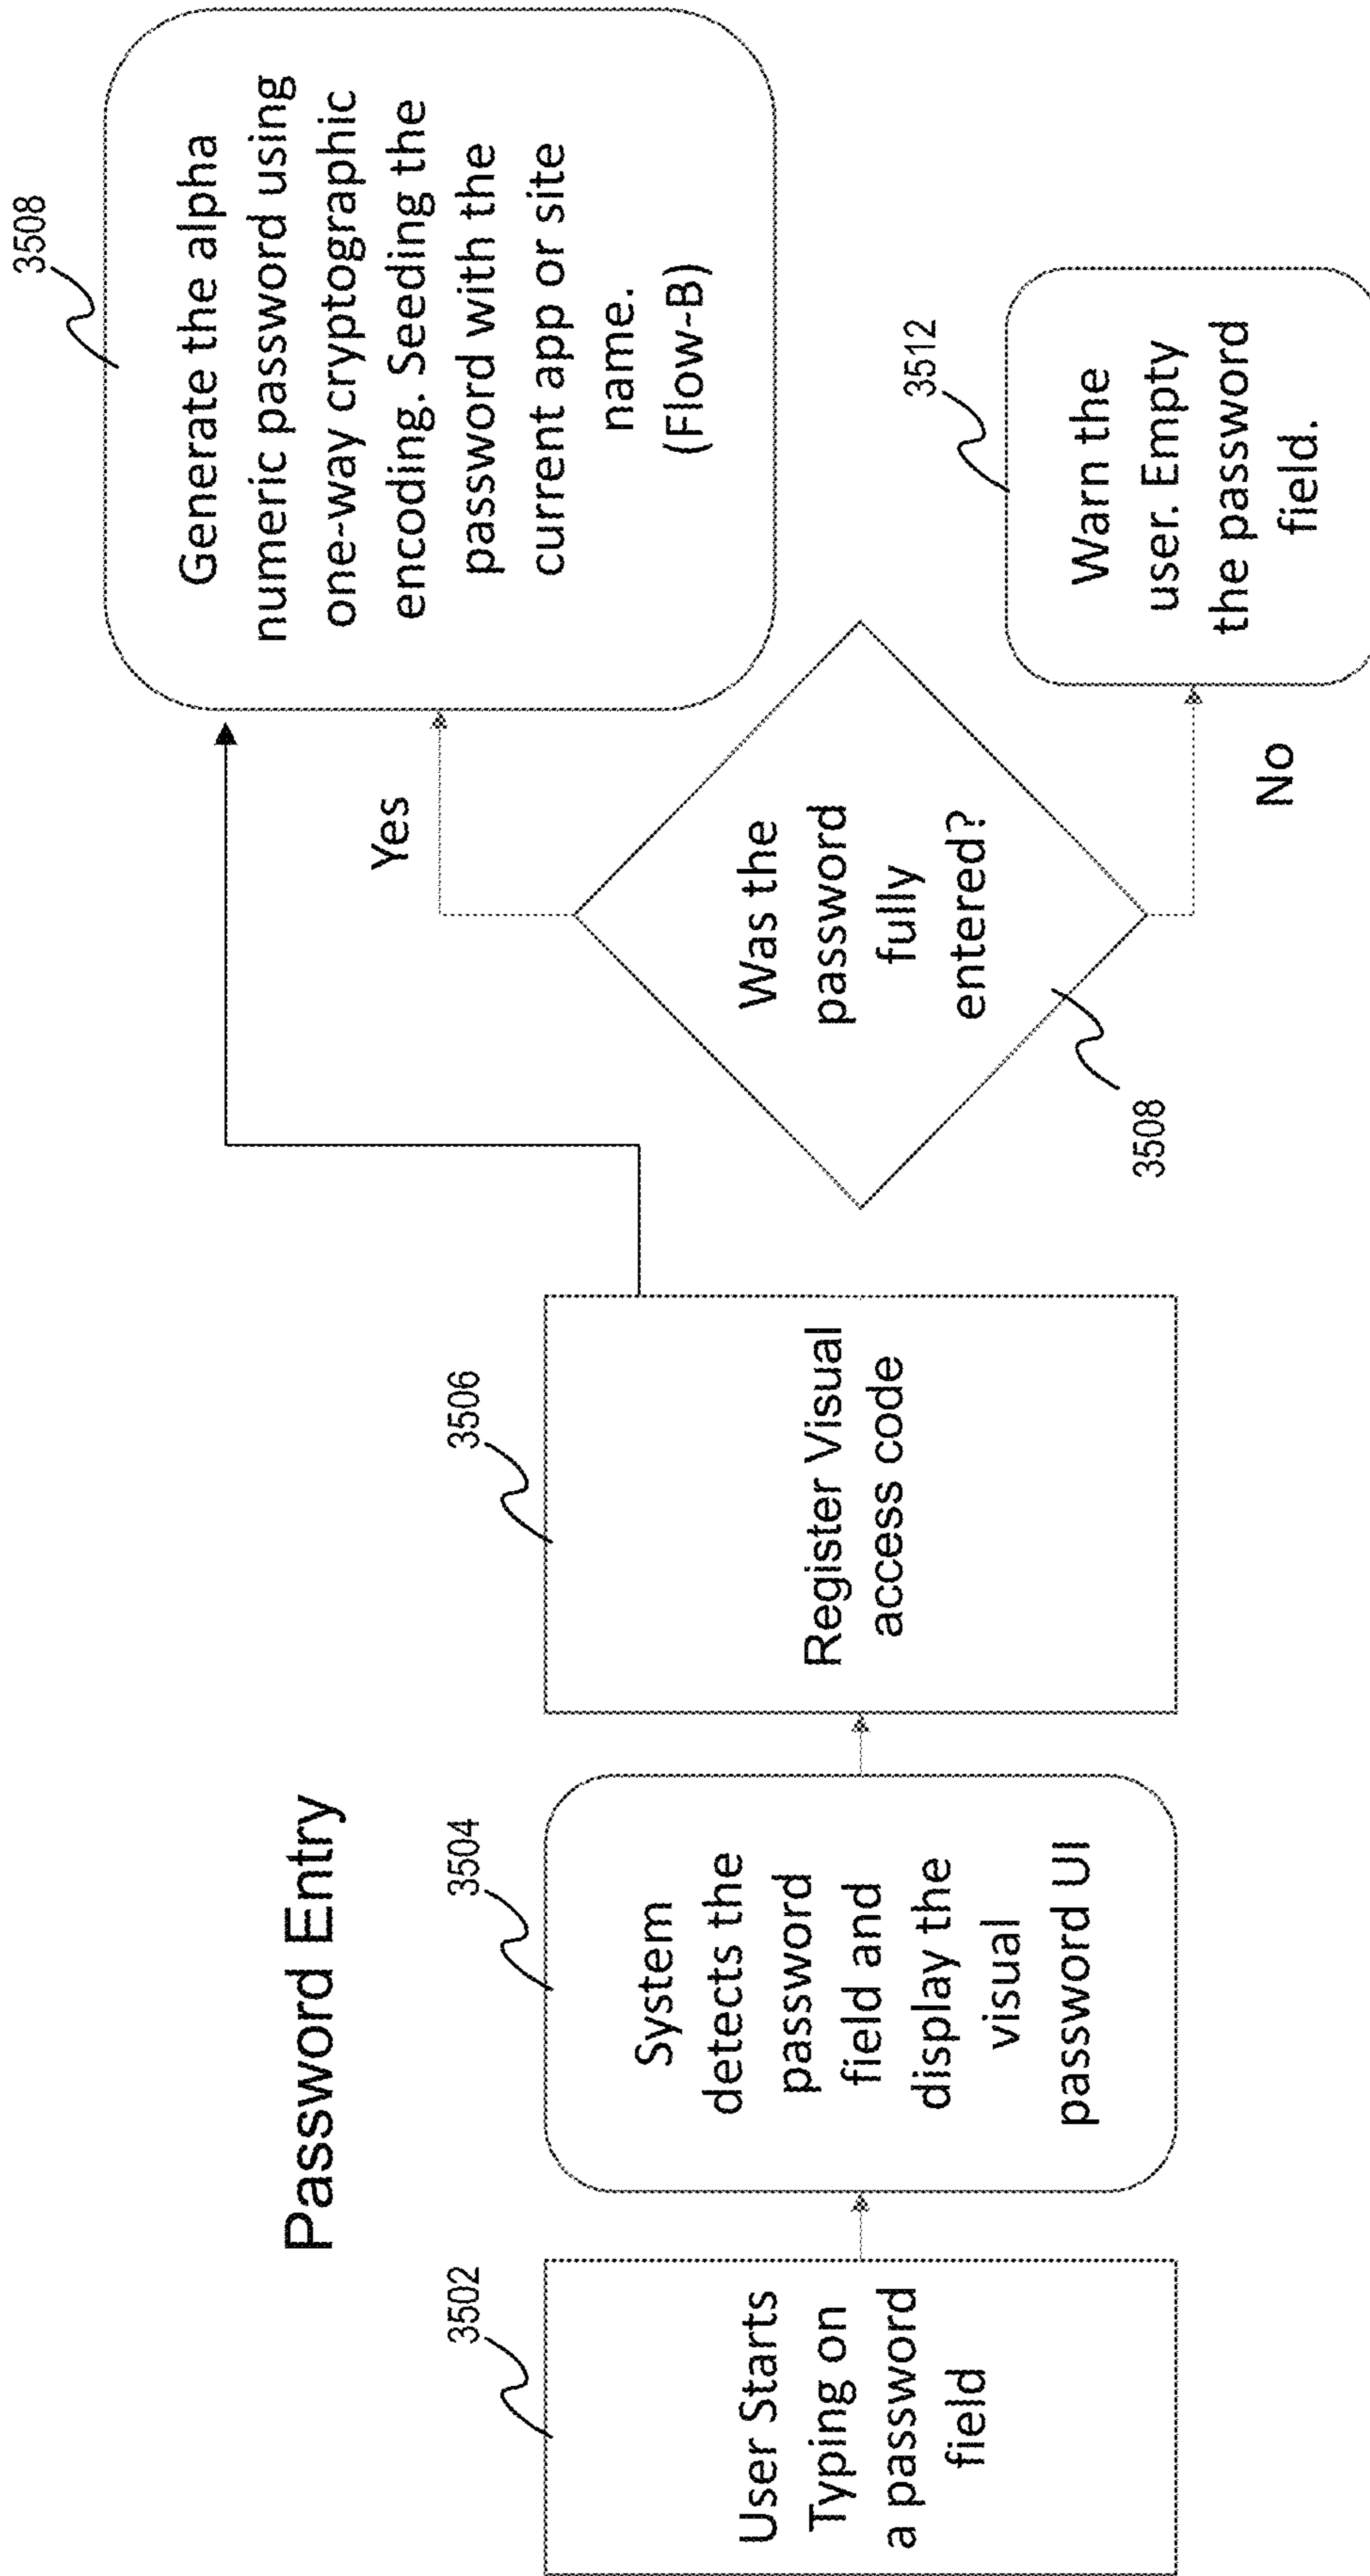 Password Entry
3502
User Starts
Typing on
a password
field
3504
System
detects the
password
field and
display the
visual
password UI
3506
Register Visual
access code
3508
Was the
password
fully
entered?
Yes
3508
Generate the alpha
numeric password using
one-way cryptographic
encoding. Seeding the
password with the
current app or site
name.
(Flow-B)
No
3512
Warn the
user. Empty
the password
field.